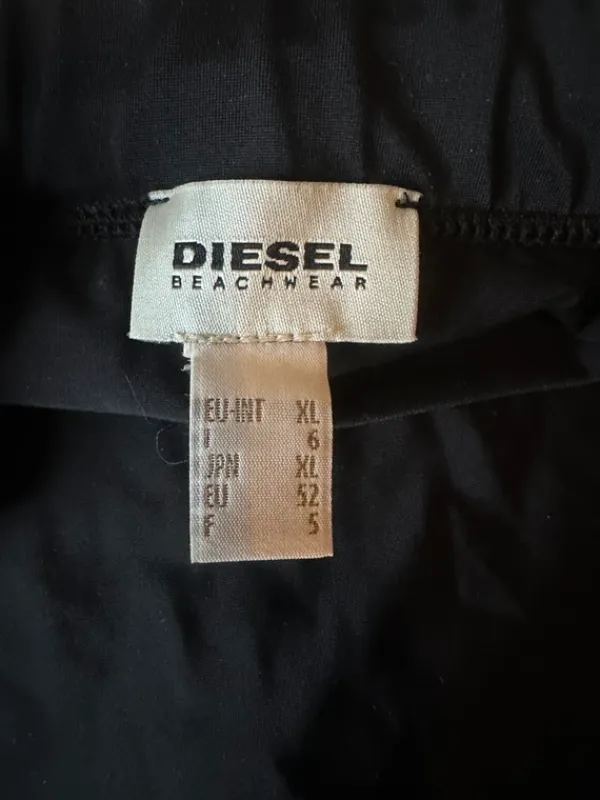 DIESEL
BEACHWEAR
EU-INT XL
I 6
JPN XL
EU 52
F 5